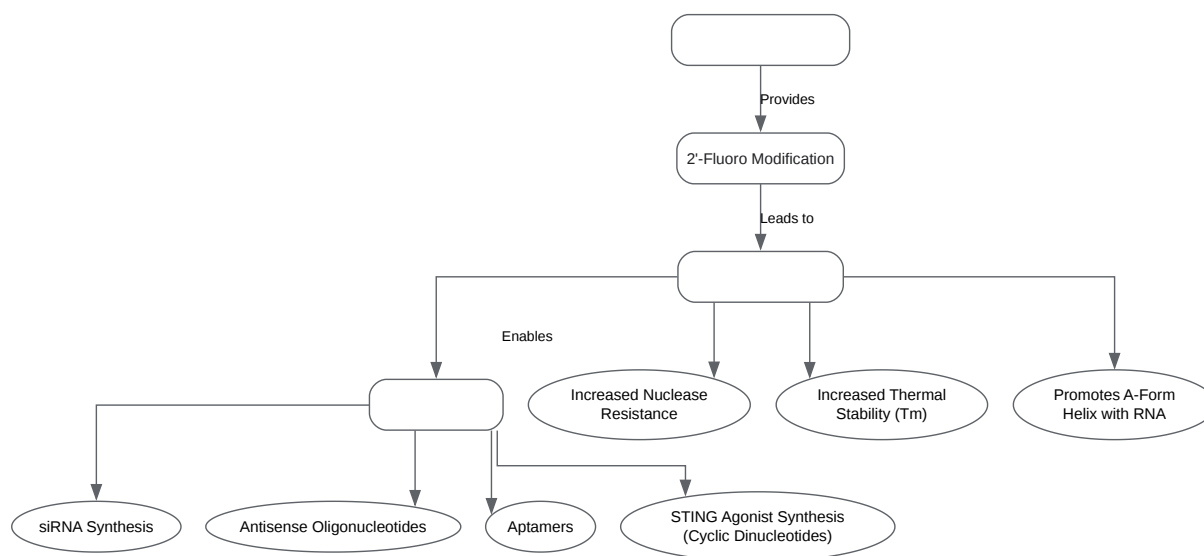 Provides
2'-Fluoro Modification
Leads to
Enables
Increased Nuclease
Resistance
Increased Thermal
Stability (Tm)
Promotes A-Form
Helix with RNA
siRNA Synthesis
Antisense Oligonucleotides
Aptamers
STING Agonist Synthesis
(Cyclic Dinucleotides)